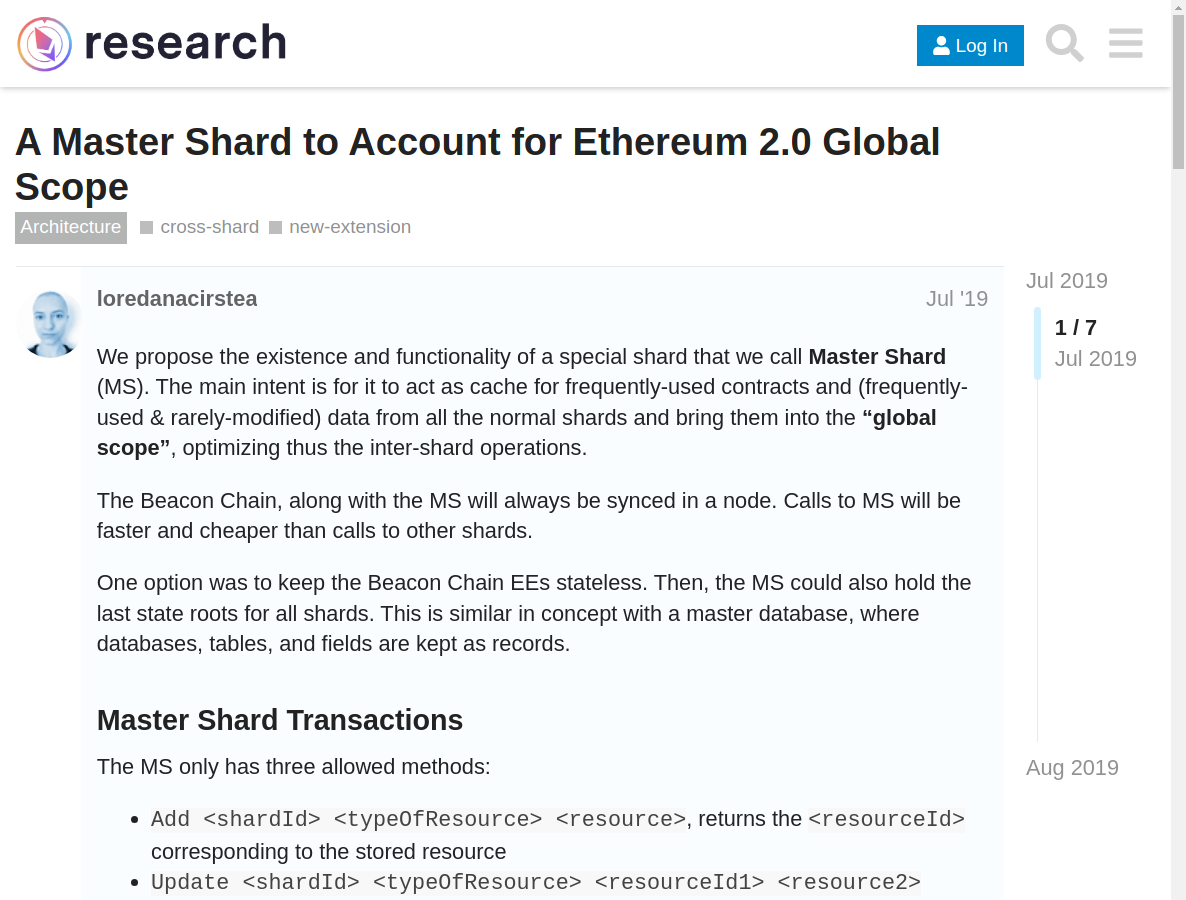 research
Log In
A Master Shard to Account for Ethereum 2.0 Global
Scope
Architecture cross-shard new-extension
loredanacirstea Jul '19
We propose the existence and functionality of a special shard that we call Master Shard
(MS). The main intent is for it to act as cache for frequently-used contracts and (frequently-
used & rarely-modified) data from all the normal shards and bring them into the “global
scope”, optimizing thus the inter-shard operations.
The Beacon Chain, along with the MS will always be synced in a node. Calls to MS will be
faster and cheaper than calls to other shards.
One option was to keep the Beacon Chain EEs stateless. Then, the MS could also hold the
last state roots for all shards. This is similar in concept with a master database, where
databases, tables, and fields are kept as records.
Master Shard Transactions
The MS only has three allowed methods:
• Add <shardId> <typeOfResource> <resource>, returns the <resourceId>
corresponding to the stored resource
• Update <shardId> <typeOfResource> <resourceId1> <resource2>
Jul 2019
1 / 7
Jul 2019
Aug 2019